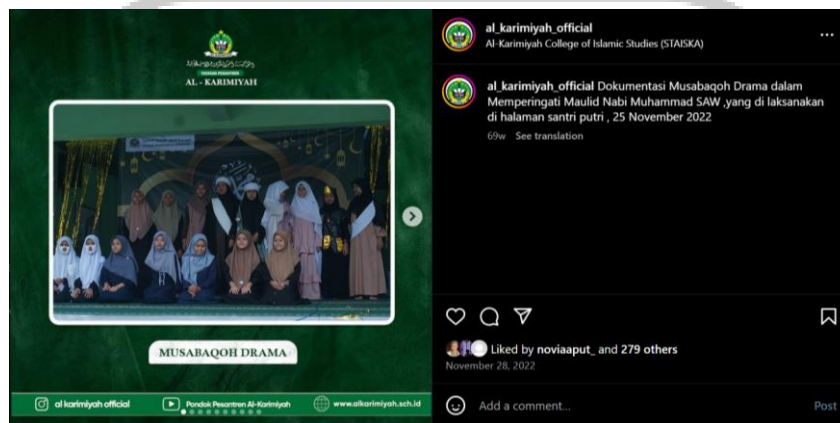 YAYASAN PESANTREN
AL - KARIMIYAH
MUSABAQOH DRAMA
al karimiyah official
Pondok Pesantren Al-Karimiyah
www.alkarimiyah.sch.id
al_karimiyah_official
Al-Karimiyah College of Islamic Studies (STAISKA)
al_karimiyah_official Dokumentasi Musabaqoh Drama dalam
Memperingati Maulid Nabi Muhammad SAW ,yang di laksanakan
di halaman santri putri , 25 November 2022
69w See translation
Liked by noviaaput_ and 279 others
November 28, 2022
Add a comment...
Post